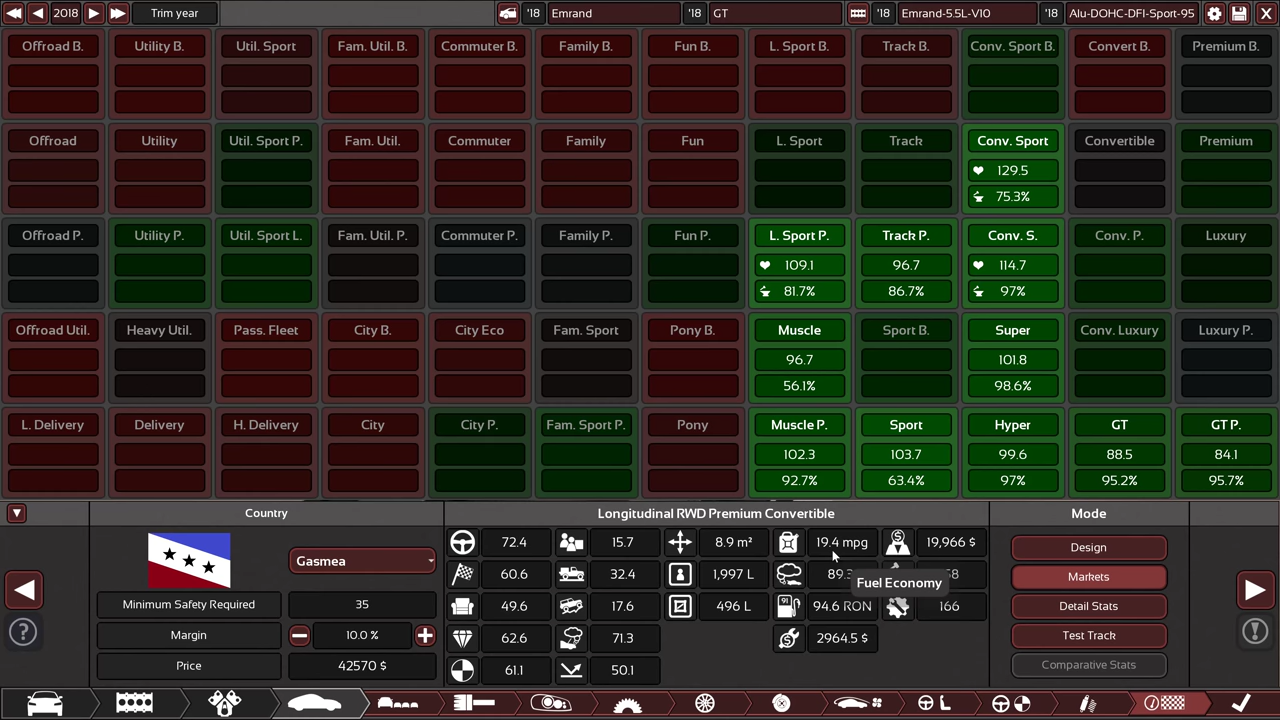 2018 Trim year '18 Emrand '18 GT '18 Emrand-5.5L-V10 '18 Alu-DOHC-DFI-Sport-95
Offroad B. Utility B. Util. Sport Fam. Util. B. Commuter B. Family B. Fun B. L. Sport B. Track B. Conv. Sport B. Convert B. Premium B.
Offroad Utility Util. Sport P. Fam. Util. Commuter Family Fun L. Sport Track Conv. Sport Convertible Premium
129.5
75.3%
Offroad P. Utility P. Util. Sport L. Fam. Util. P. Commuter P. Family P. Fun P. L. Sport P. Track P. Conv. S. Conv. P. Luxury
109.1 96.7 114.7
81.7% 86.7% 97%
Offroad Util. Heavy Util. Pass. Fleet City B. City Eco Fam. Sport Pony B. Muscle Sport B. Super Conv. Luxury Luxury P.
96.7 101.8
56.1% 98.6%
L. Delivery Delivery H. Delivery City City P. Fam. Sport P. Pony Muscle P. Sport Hyper GT GT P.
102.3 103.7 99.6 88.5 84.1
92.7% 63.4% 97% 95.2% 95.7%
Country Longitudinal RWD Premium Convertible Mode
72.4 15.7 8.9 m² 19.4 mpg 19,966 $ Design
Gasmea
60.6 32.4 1,997 L Fuel Economy Markets
Minimum Safety Required 35 49.6 17.6 496 L 94.6 RON 166 Detail Stats
Margin 10.0 % 62.6 71.3 2964.5 $ Test Track
Price 42570 $ 61.1 50.1 Comparative Stats